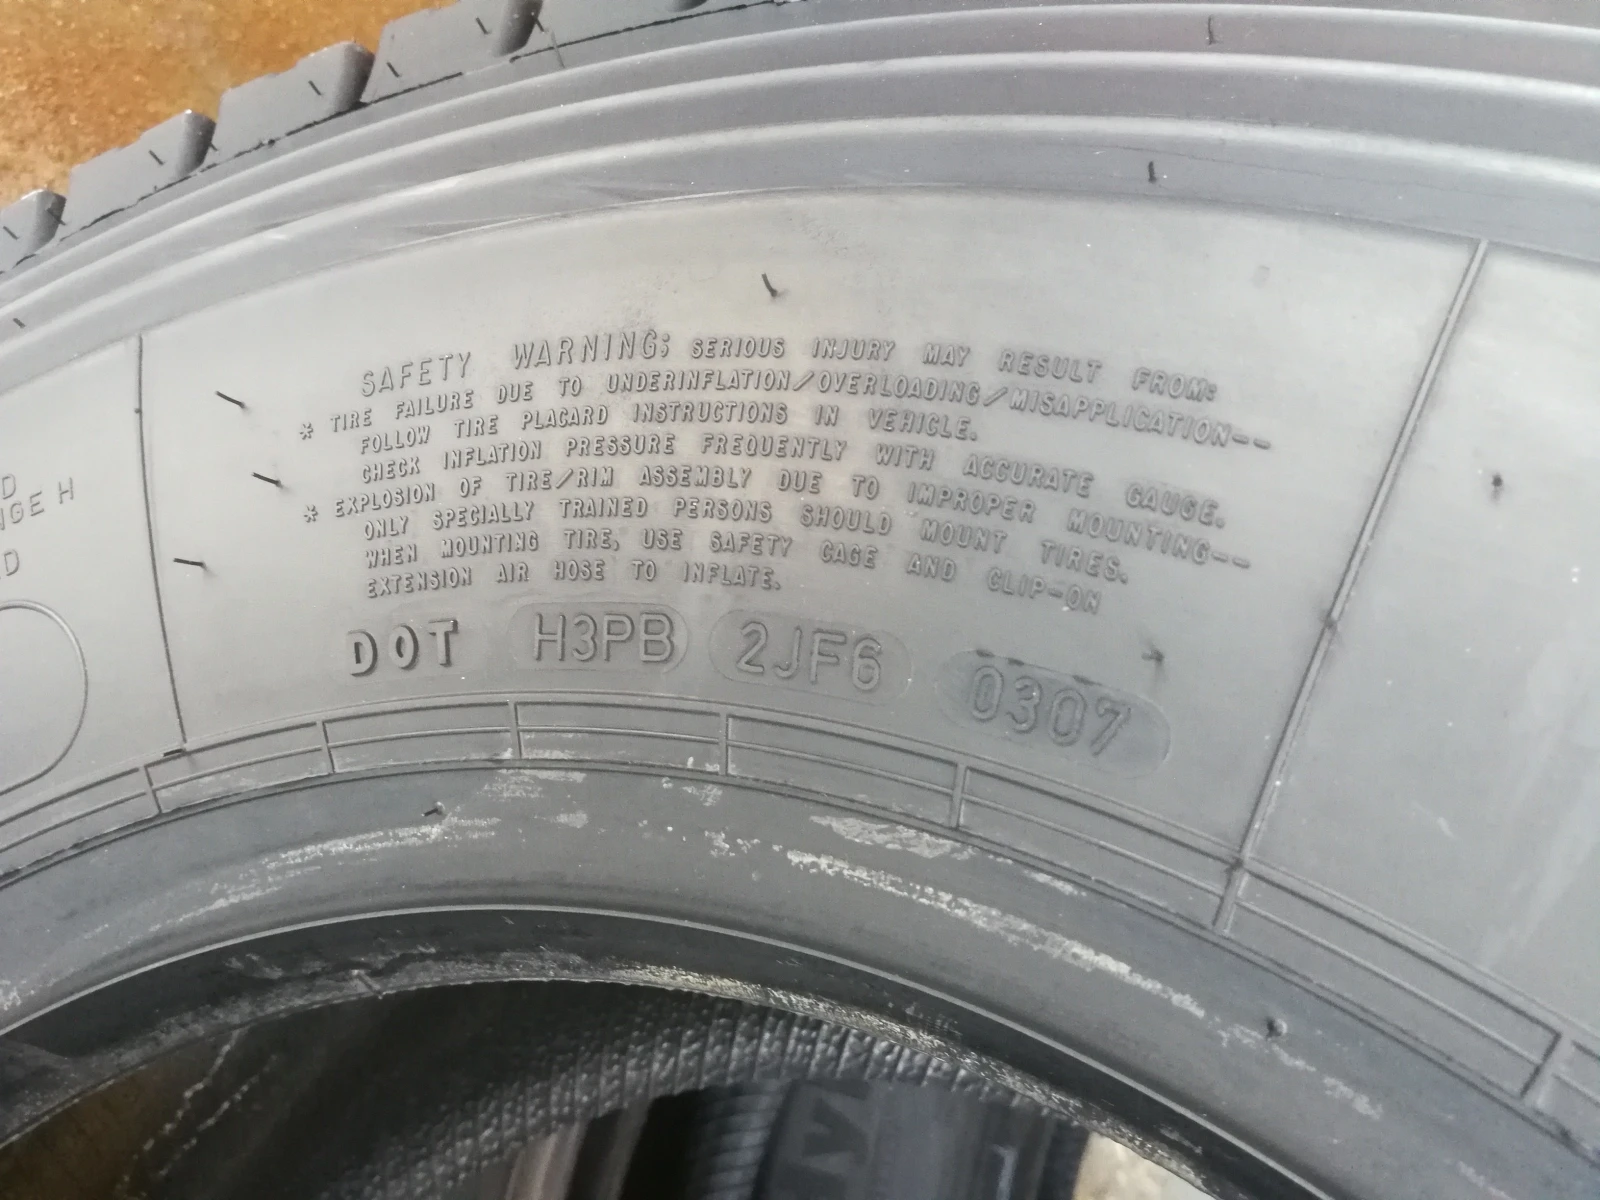 SAFETY WARNING: SERIOUS INJURY MAY RESULT FROM:
* TIRE FAILURE DUE TO UNDERINFLATION/OVERLOADING/MISAPPLICATION--
FOLLOW TIRE PLACARD INSTRUCTIONS IN VEHICLE.
CHECK INFLATION PRESSURE FREQUENTLY WITH ACCURATE GAUGE.
* EXPLOSION OF TIRE/RIM ASSEMBLY DUE TO IMPROPER MOUNTING--
ONLY SPECIALLY TRAINED PERSONS SHOULD MOUNT TIRES.
WHEN MOUNTING TIRE, USE SAFETY CAGE AND CLIP-ON
EXTENSION AIR HOSE TO INFLATE.
DOT H3PB 2JF6 0307